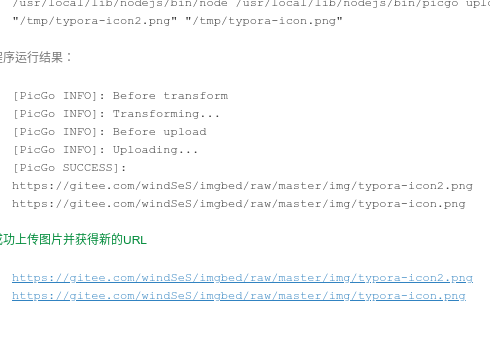 /usr/local/lib/nodejs/bin/node /usr/local/lib/nodejs/bin/picgo uplo
"/tmp/typora-icon2.png" "/tmp/typora-icon.png"
程序运行结果：
[PicGo INFO]: Before transform
[PicGo INFO]: Transforming...
[PicGo INFO]: Before upload
[PicGo INFO]: Uploading...
[PicGo SUCCESS]:
https://gitee.com/windSeS/imgbed/raw/master/img/typora-icon2.png
https://gitee.com/windSeS/imgbed/raw/master/img/typora-icon.png
成功上传图片并获得新的URL
https://gitee.com/windSeS/imgbed/raw/master/img/typora-icon2.png
https://gitee.com/windSeS/imgbed/raw/master/img/typora-icon.png